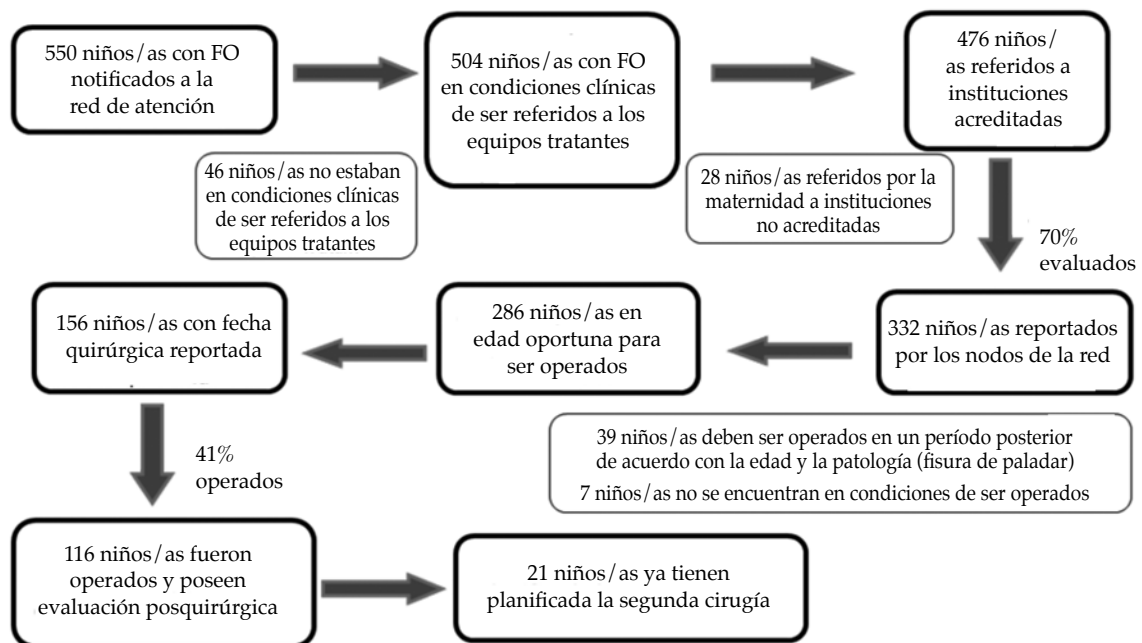 550 niños/as con FO
notificados a la
red de atención
504 niños/as con FO
en condiciones clínicas
de ser referidos a los
equipos tratantes
476 niños/
as referidos a
instituciones
acreditadas
46 niños/as no estaban
en condiciones clínicas
de ser referidos a los
equipos tratantes
28 niños/as referidos por la
maternidad a instituciones
no acreditadas
70%
evaluados
332 niños/as reportados
por los nodos de la red
286 niños/as en
edad oportuna para
ser operados
156 niños/as con fecha
quirúrgica reportada
39 niños/as deben ser operados en un período posterior
de acuerdo con la edad y la patología (fisura de paladar)
7 niños/as no se encuentran en condiciones de ser operados
41%
operados
116 niños/as fueron
operados y poseen
evaluación posquirúrgica
21 niños/as ya tienen
planificada la segunda cirugía